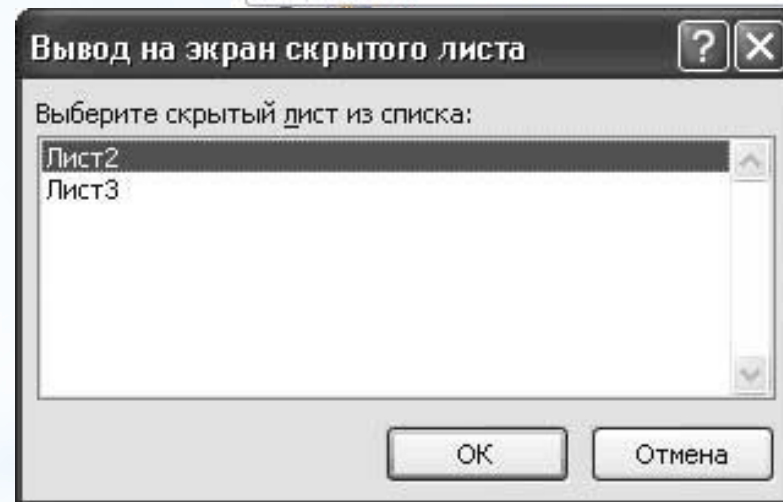 Вывод на экран скрытого листа
Выберите скрытый лист из списка:
Лист2
Лист3
ОК
Отмена